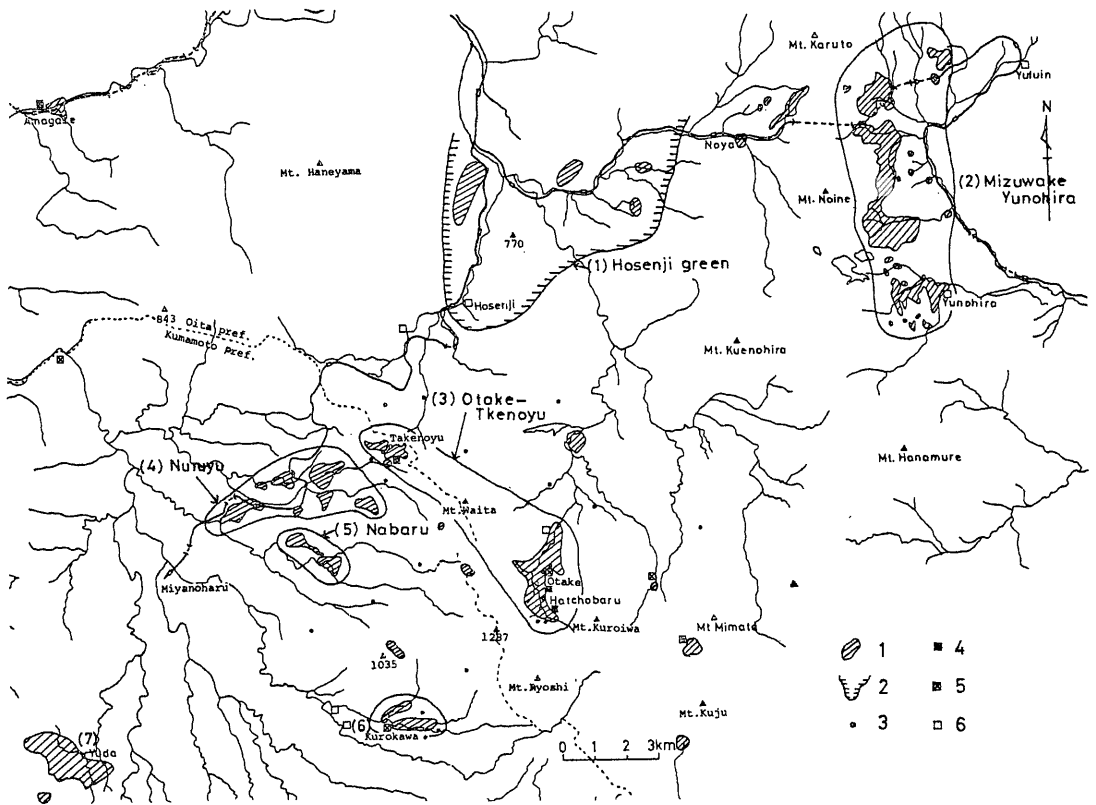 Mt. Karuto
Yufuin
Amagase
N
Noya
Mt. Haneyama
Mt. Noine
(2) Mizuwake
Yunohira
770
(1) Hosenji green
Hosenji
Yunohira
843 Oita pref.
Kumamoto Pref.
Mt. Kuenohira
(3) Otake-
Tkenoyu
Takenoyu
(4) Nuruyu
Mt. Hanamure
Mt. Waita
(5) Nabaru
Otake
Miyanoharu
Hatchobaru
Mt. Kuroiwa
Mt Mimata
1287
1035
1
4
Mt. Ryoshi
2
5
Mt. Kuju
3
6
(6)
Kurokawa
(7)
Yuda
0 1 2 3km